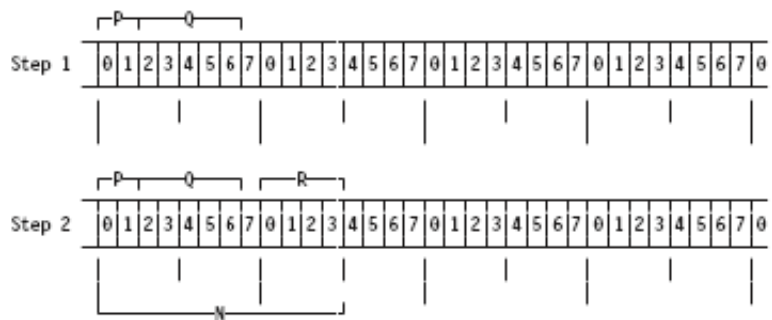 P Q
Step 1 0 1 2 3 4 5 6 7 0 1 2 3 4 5 6 7 0 1 2 3 4 5 6 7 0 1 2 3 4 5 6 7 0
P Q R
Step 2 0 1 2 3 4 5 6 7 0 1 2 3 4 5 6 7 0 1 2 3 4 5 6 7 0 1 2 3 4 5 6 7 0
N